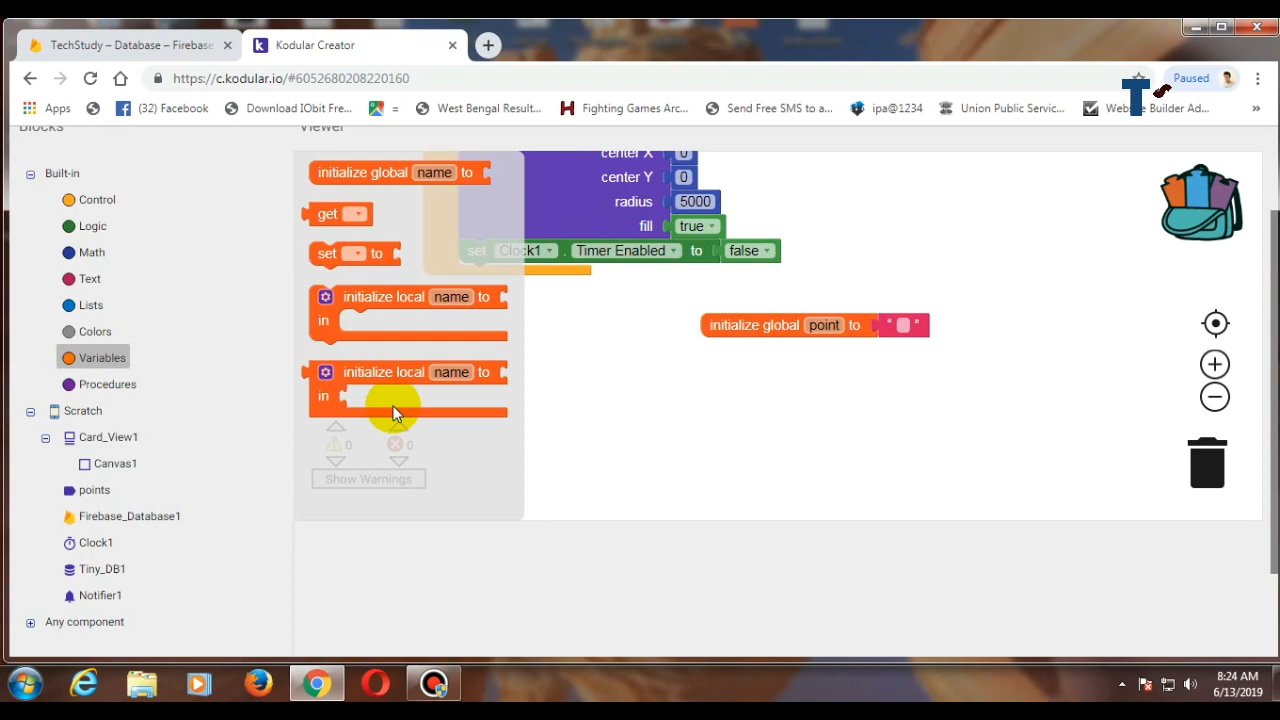 TechStudy – Database – Firebase
Kodular Creator
https://c.kodular.io/#6052680208220160
Paused
Apps
(32) Facebook
Download IObit Fre...
=
West Bengal Result...
Fighting Games Arc...
Send Free SMS to a...
ipa@1234
Union Public Servic...
Website Builder Ad...
»
T
Blocks
Viewer
Built-in
Control
Logic
Math
Text
Lists
Colors
Variables
Procedures
Scratch
Card_View1
Canvas1
points
Firebase_Database1
Clock1
Tiny_DB1
Notifier1
Any component
initialize global name to
get
set to
initialize local name to
in
initialize local name to
in
0 0
Show Warnings
center X 0
center Y 0
radius 5000
fill true
set Clock1 . Timer Enabled to false
initialize global point to " "
8:24 AM
6/13/2019